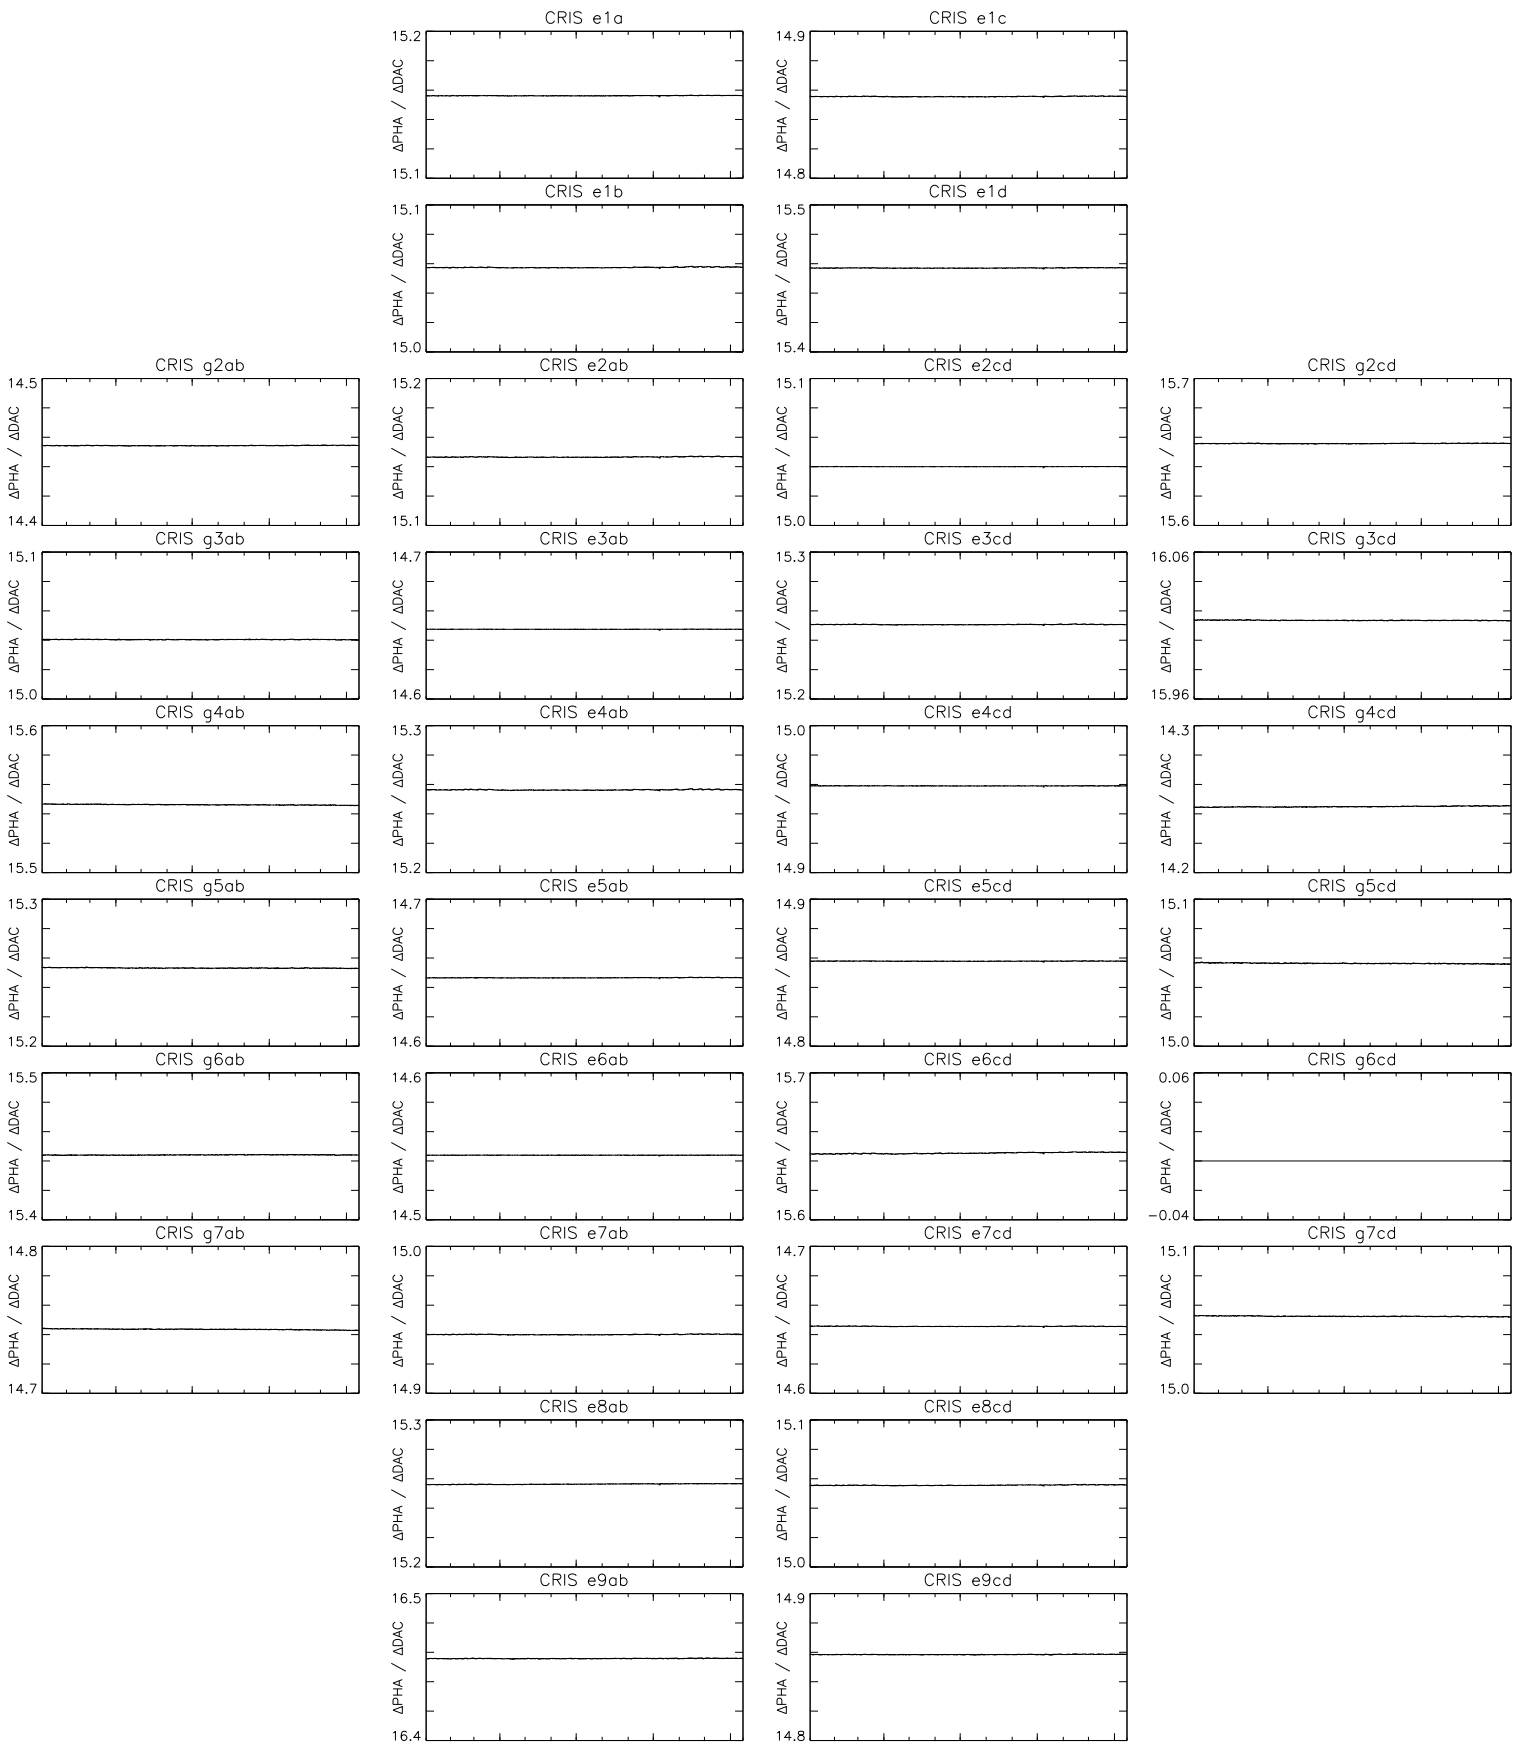 CRIS e1a
15.2
ΔPHA / ΔDAC
15.1
CRIS e1c
14.9
ΔPHA / ΔDAC
14.8
CRIS e1b
15.1
ΔPHA / ΔDAC
15.0
CRIS e1d
15.5
ΔPHA / ΔDAC
15.4
CRIS g2ab
14.5
ΔPHA / ΔDAC
14.4
CRIS e2ab
15.2
ΔPHA / ΔDAC
15.1
CRIS e2cd
15.1
ΔPHA / ΔDAC
15.0
CRIS g2cd
15.7
ΔPHA / ΔDAC
15.6
CRIS g3ab
15.1
ΔPHA / ΔDAC
15.0
CRIS e3ab
14.7
ΔPHA / ΔDAC
14.6
CRIS e3cd
15.3
ΔPHA / ΔDAC
15.2
CRIS g3cd
16.06
ΔPHA / ΔDAC
15.96
CRIS g4ab
15.6
ΔPHA / ΔDAC
15.5
CRIS e4ab
15.3
ΔPHA / ΔDAC
15.2
CRIS e4cd
15.0
ΔPHA / ΔDAC
14.9
CRIS g4cd
14.3
ΔPHA / ΔDAC
14.2
CRIS g5ab
15.3
ΔPHA / ΔDAC
15.2
CRIS e5ab
14.7
ΔPHA / ΔDAC
14.6
CRIS e5cd
14.9
ΔPHA / ΔDAC
14.8
CRIS g5cd
15.1
ΔPHA / ΔDAC
15.0
CRIS g6ab
15.5
ΔPHA / ΔDAC
15.4
CRIS e6ab
14.6
ΔPHA / ΔDAC
14.5
CRIS e6cd
15.7
ΔPHA / ΔDAC
15.6
CRIS g6cd
0.06
ΔPHA / ΔDAC
−0.04
CRIS g7ab
14.8
ΔPHA / ΔDAC
14.7
CRIS e7ab
15.0
ΔPHA / ΔDAC
14.9
CRIS e7cd
14.7
ΔPHA / ΔDAC
14.6
CRIS g7cd
15.1
ΔPHA / ΔDAC
15.0
CRIS e8ab
15.3
ΔPHA / ΔDAC
15.2
CRIS e8cd
15.1
ΔPHA / ΔDAC
15.0
CRIS e9ab
16.5
ΔPHA / ΔDAC
16.4
CRIS e9cd
14.9
ΔPHA / ΔDAC
14.8